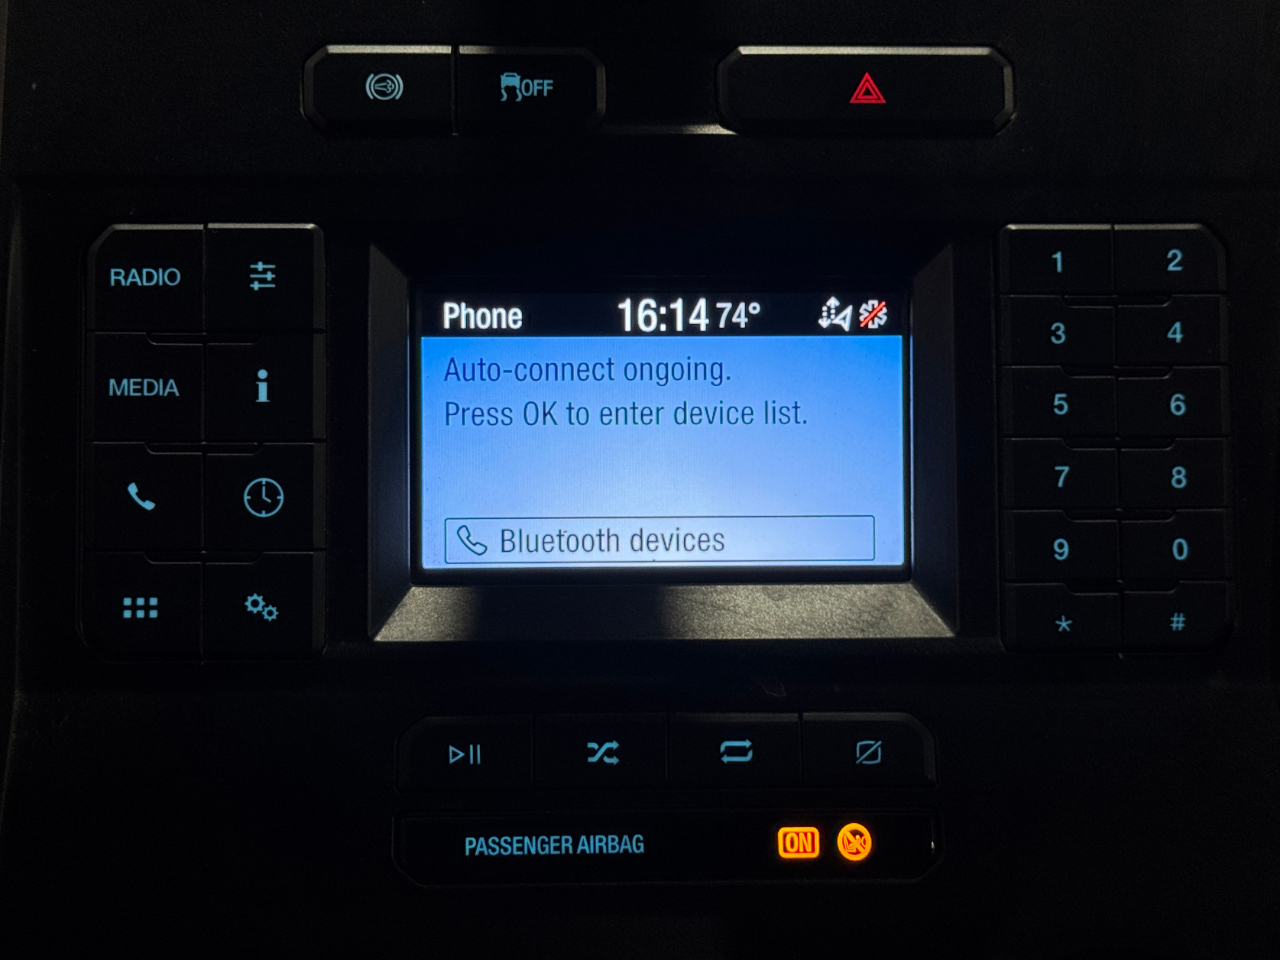 OFF
RADIO
MEDIA
Phone 16:14 74°
Auto-connect ongoing.
Press OK to enter device list.
Bluetooth devices
1 2
3 4
5 6
7 8
9 0
* #
PASSENGER AIRBAG ON